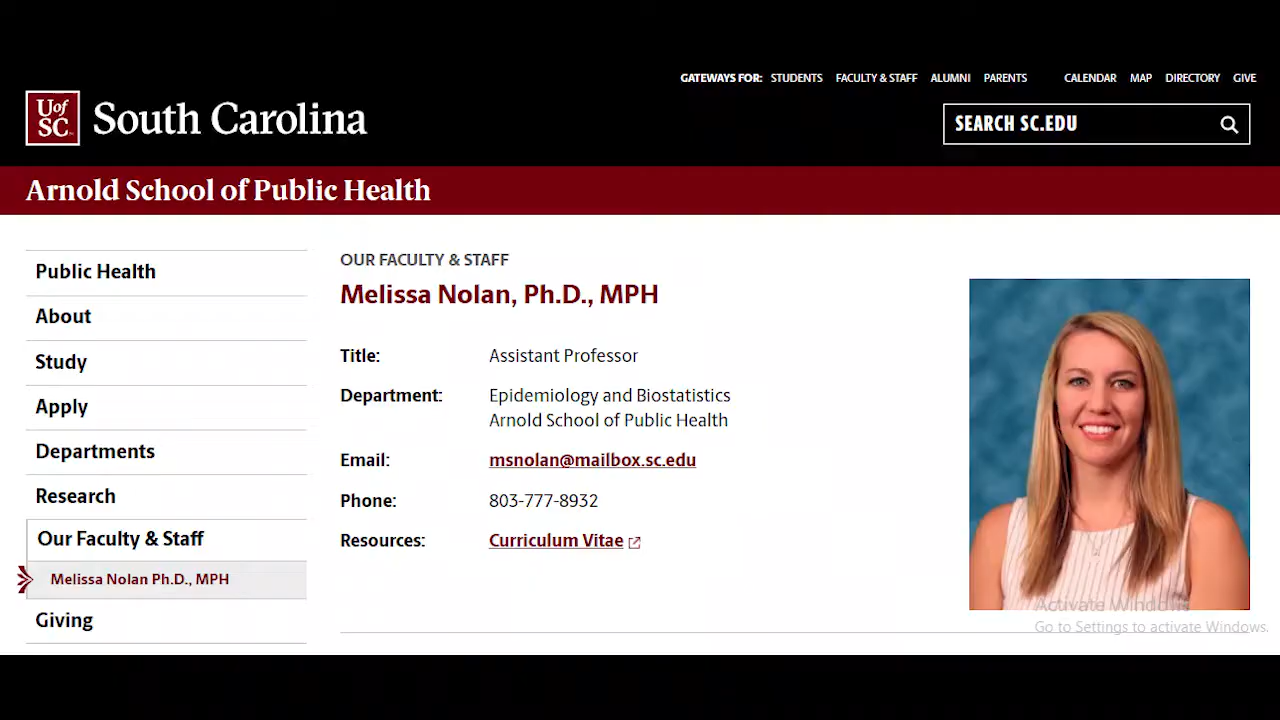 GATEWAYS FOR: STUDENTS FACULTY & STAFF ALUMNI PARENTS CALENDAR MAP DIRECTORY GIVE
UofSC South Carolina
SEARCH SC.EDU
Arnold School of Public Health
Public Health
About
Study
Apply
Departments
Research
Our Faculty & Staff
Melissa Nolan Ph.D., MPH
Giving
OUR FACULTY & STAFF
Melissa Nolan, Ph.D., MPH
Title: Assistant Professor
Department: Epidemiology and Biostatistics
Arnold School of Public Health
Email: msnolan@mailbox.sc.edu
Phone: 803-777-8932
Resources: Curriculum Vitae
Activate Windows
Go to Settings to activate Windows.